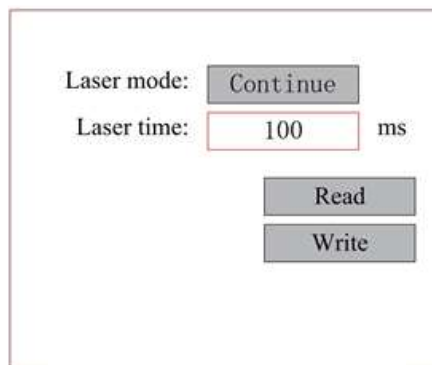 Laser mode: Continue
Laser time: 100 ms
Read
Write